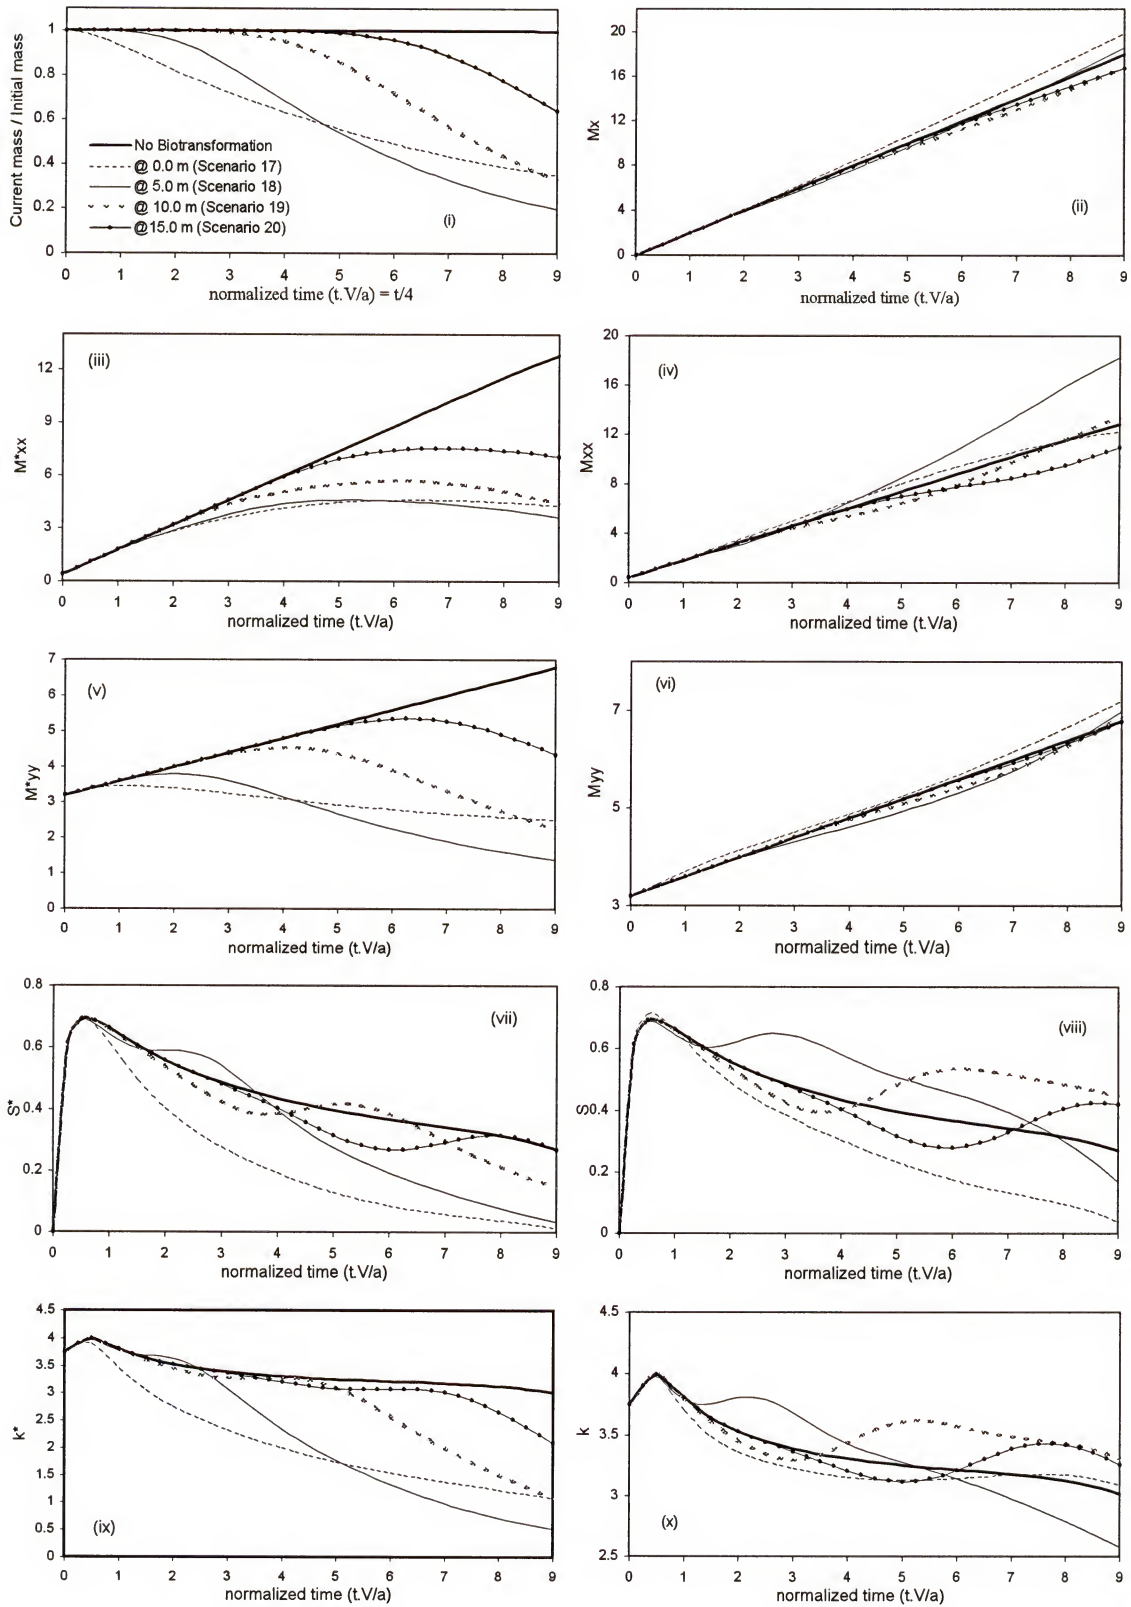 Current mass / Initial mass
1
0.8
0.6
0.4
0.2
0
No Biotransformation
@ 0.0 m (Scenario 17)
@ 5.0 m (Scenario 18)
@ 10.0 m (Scenario 19)
@15.0 m (Scenario 20)
(i)
0 1 2 3 4 5 6 7 8 9
normalized time (t.V/a) = t/4
Mx
20
16
12
8
4
0
(ii)
0 1 2 3 4 5 6 7 8 9
normalized time (t.V/a)
M*xx
12
9
6
3
0
(iii)
0 1 2 3 4 5 6 7 8 9
normalized time (t.V/a)
Mxx
20
16
12
8
4
0
(iv)
0 1 2 3 4 5 6 7 8 9
normalized time (t.V/a)
M*yy
7
6
5
4
3
2
1
0
(v)
0 1 2 3 4 5 6 7 8 9
normalized time (t.V/a)
Myy
7
5
3
(vi)
0 1 2 3 4 5 6 7 8 9
normalized time (t.V/a)
S*
0.8
0.6
0.4
0.2
0
(vii)
0 1 2 3 4 5 6 7 8 9
normalized time (t.V/a)
S
0.8
0.6
0.4
0.2
0
(viii)
0 1 2 3 4 5 6 7 8 9
normalized time (t.V/a)
k*
4.5
4
3.5
3
2.5
2
1.5
1
0.5
0
(ix)
0 1 2 3 4 5 6 7 8 9
normalized time (t.V/a)
k
4.5
4
3.5
3
2.5
(x)
0 1 2 3 4 5 6 7 8 9
normalized time (t.V/a)